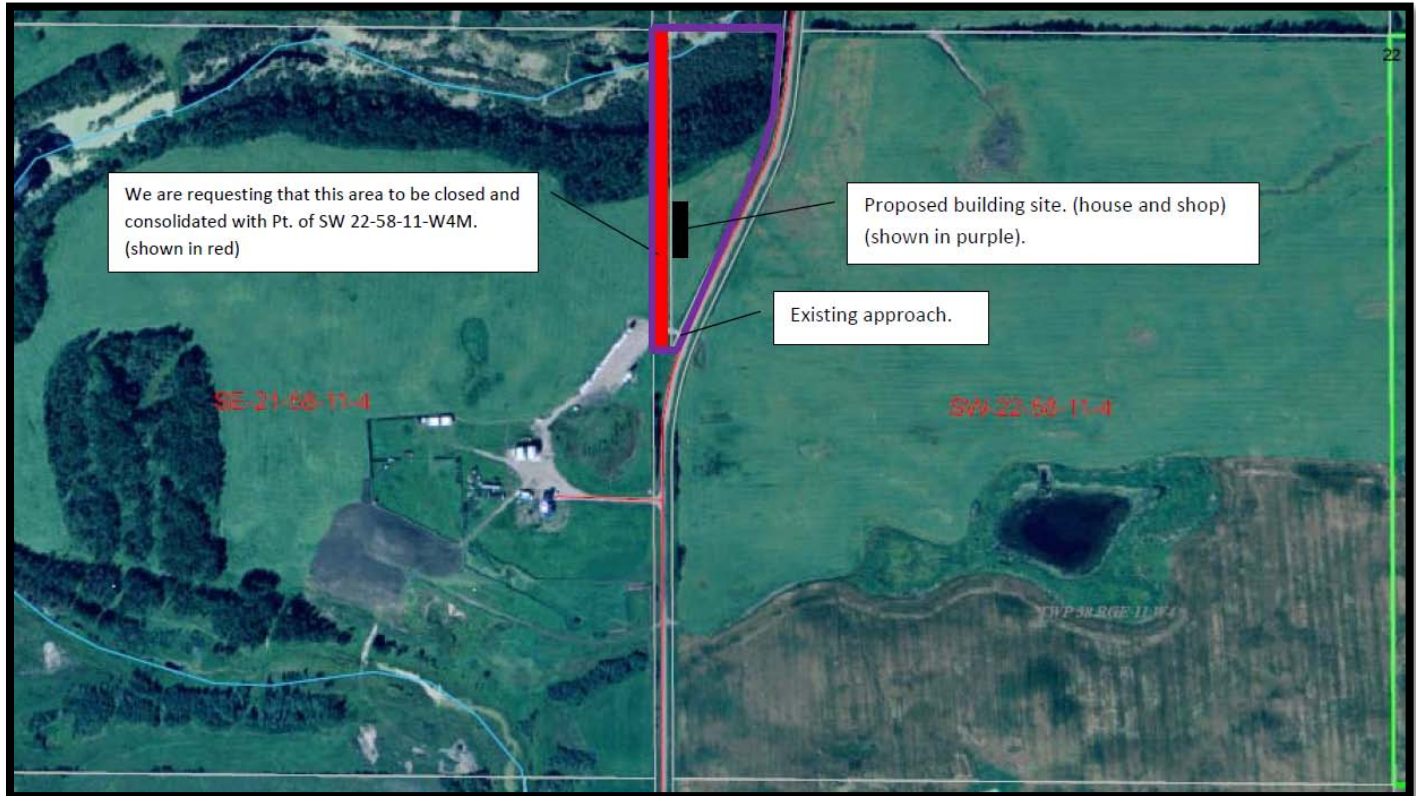 22
We are requesting that this area to be closed and
consolidated with Pt. of SW 22-58-11-W4M.
(shown in red)
Proposed building site. (house and shop)
(shown in purple).
Existing approach.
SE-21-58-11-4
SW-22-58-11-4
TWP 58 RGE 11 W4